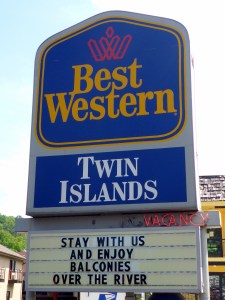 Best
Western
TWIN
ISLANDS
VACANCY
STAY WITH US
AND ENJOY
BALCONIES
OVER THE RIVER